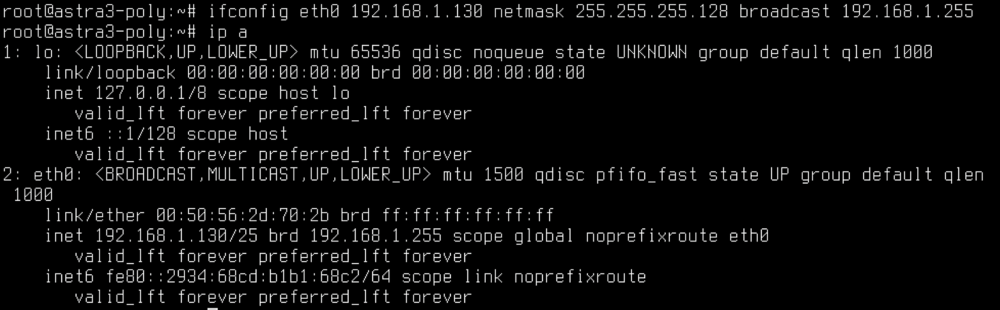 root@astra3-poly:~# ifconfig eth0 192.168.1.130 netmask 255.255.255.128 broadcast 192.168.1.255
root@astra3-poly:~# ip a
1: lo: <LOOPBACK,UP,LOWER_UP> mtu 65536 qdisc noqueue state UNKNOWN group default qlen 1000
    link/loopback 00:00:00:00:00:00 brd 00:00:00:00:00:00
    inet 127.0.0.1/8 scope host lo
       valid_lft forever preferred_lft forever
    inet6 ::1/128 scope host
       valid_lft forever preferred_lft forever
2: eth0: <BROADCAST,MULTICAST,UP,LOWER_UP> mtu 1500 qdisc pfifo_fast state UP group default qlen
 1000
    link/ether 00:50:56:2d:70:2b brd ff:ff:ff:ff:ff:ff
    inet 192.168.1.130/25 brd 192.168.1.255 scope global noprefixroute eth0
       valid_lft forever preferred_lft forever
    inet6 fe80::2934:68cd:b1b1:68c2/64 scope link noprefixroute
       valid_lft forever preferred_lft forever